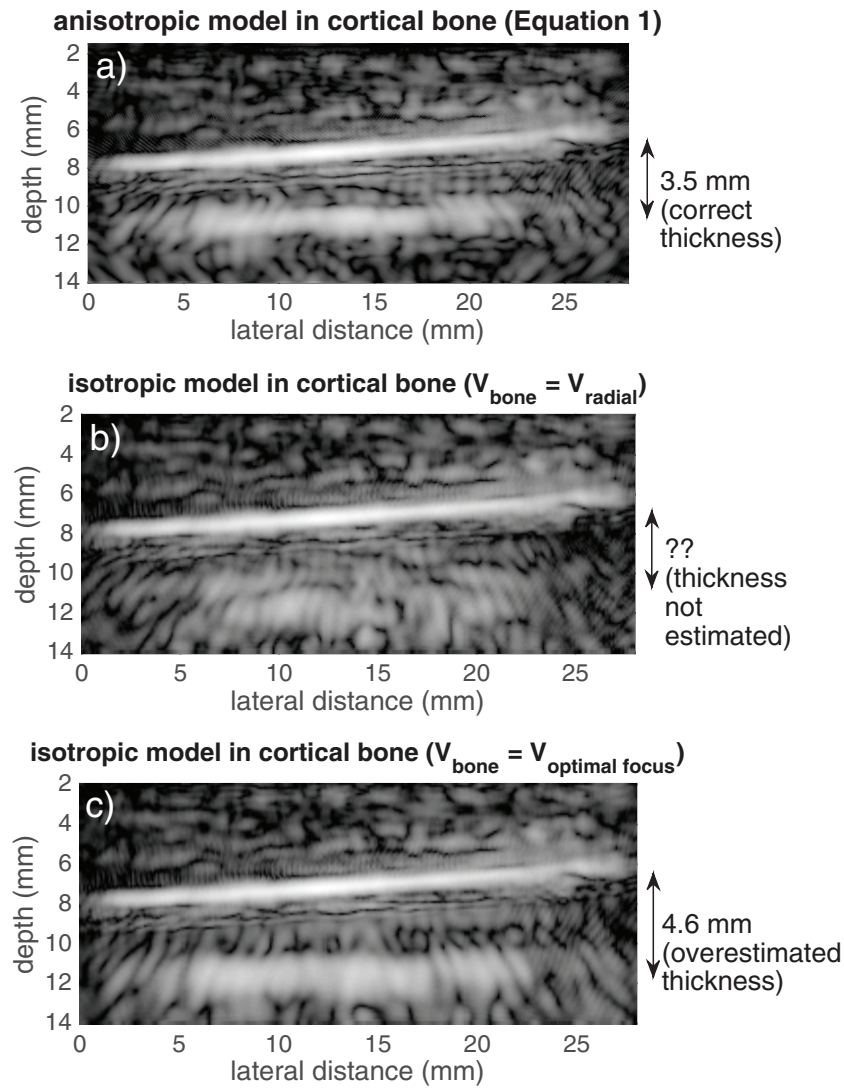 anisotropic model in cortical bone (Equation 1)
a)
2
4
6
8
10
12
14
depth (mm)
0 5 10 15 20 25
lateral distance (mm)
3.5 mm
(correct
thickness)
isotropic model in cortical bone (V_bone = V_radial)
b)
2
4
6
8
10
12
14
depth (mm)
0 5 10 15 20 25
lateral distance (mm)
??
(thickness
not
estimated)
isotropic model in cortical bone (V_bone = V_optimal focus)
c)
2
4
6
8
10
12
14
depth (mm)
0 5 10 15 20 25
lateral distance (mm)
4.6 mm
(overestimated
thickness)